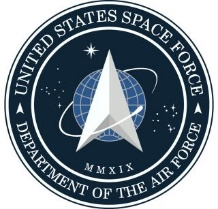 UNITED STATES SPACE FORCE
MMXIX
DEPARTMENT OF THE AIR FORCE